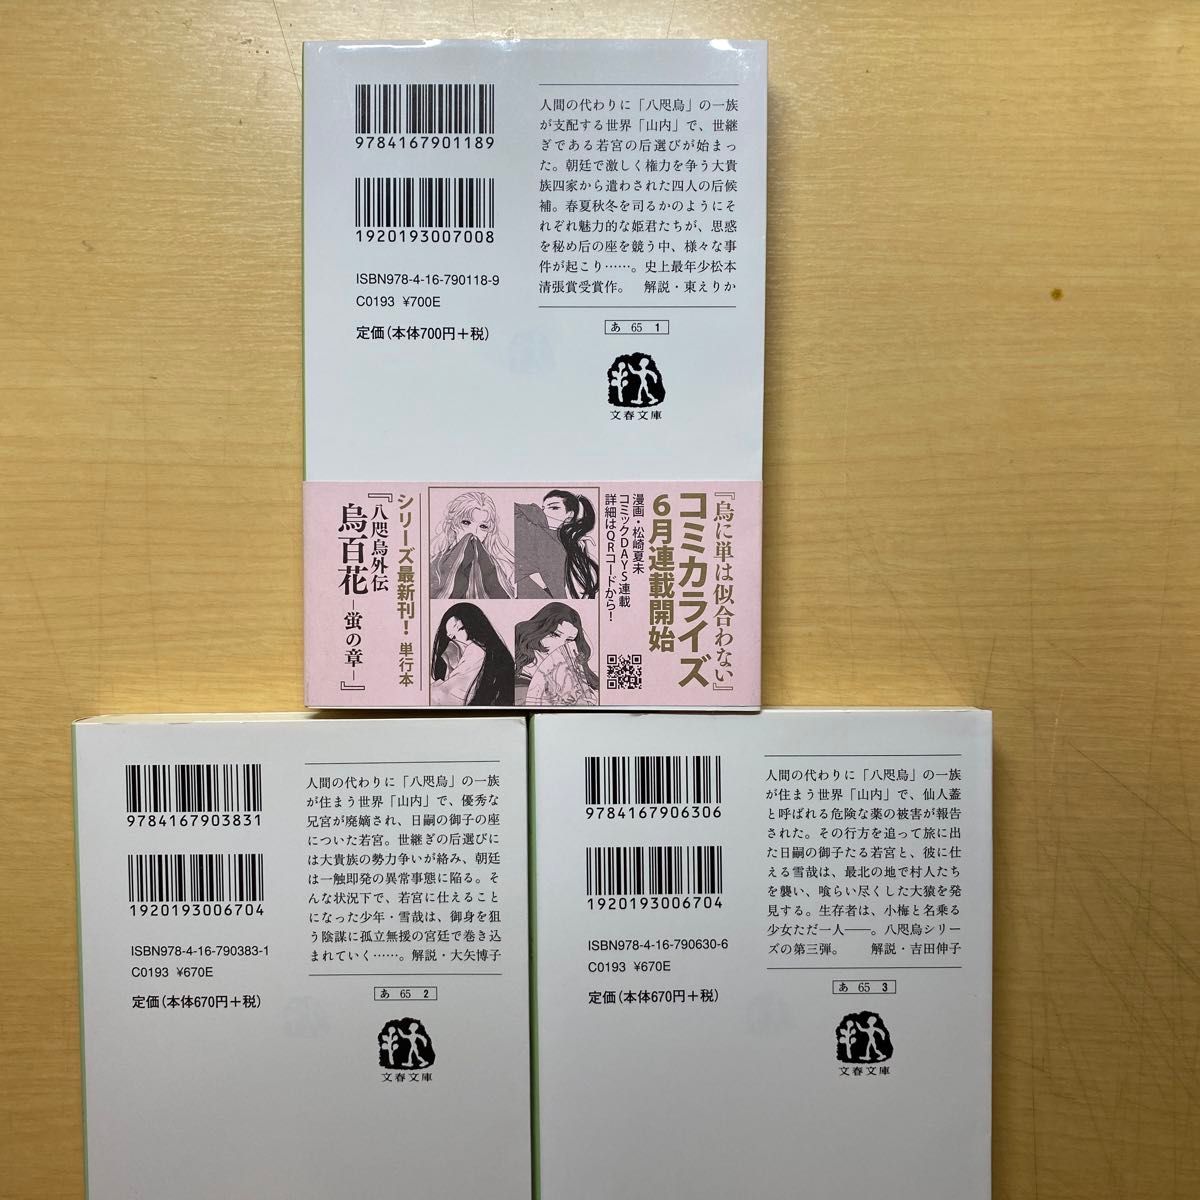 9784167901189
1920193007008
ISBN978-4-16-790118-9
C0193 ¥700E
定価(本体700円+税)
人間の代わりに「八咫烏」の一族
が支配する世界「山内」で、世継
ぎである若宮の后選びが始まっ
た。朝廷で激しく権力を争う大貴
族四家から遣わされた四人の后候
補。春夏秋冬を司るかのようにそ
れぞれ魅力的な姫君たちが、思惑
を秘め后の座を競う中、様々な事
件が起こり……。史上最年少松本
清張賞受賞作。 解説・東えりか
あ 65 1
文春文庫
『烏に単は似合わない』
コミカライズ
6月連載開始
漫画・松崎夏未
コミックDAYS連載
詳細はQRコードから!
シリーズ最新刊! 単行本
『八咫烏外伝
烏百花
―蛍の章―』
9784167903831
1920193006704
ISBN978-4-16-790383-1
C0193 ¥670E
定価(本体670円+税)
人間の代わりに「八咫烏」の一族
が住まう世界「山内」で、優秀な
兄宮が廃嫡され、日嗣の御子の座
についた若宮。世継ぎの后選びに
は大貴族の勢力争いが絡み、朝廷
は一触即発の異常事態に陥る。そ
んな状況下で、若宮に仕えること
になった少年・雪哉は、御身を狙
う陰謀に孤立無援の宮廷で巻き込
まれていく……。解説・大矢博子
あ 65 2
文春文庫
9784167906306
1920193006704
ISBN978-4-16-790630-6
C0193 ¥670E
定価(本体670円+税)
人間の代わりに「八咫烏」の一族
が住まう世界「山内」で、仙人蓋
と呼ばれる危険な薬の被害が報告
された。その行方を追って旅に出
た日嗣の御子たる若宮と、彼に仕
える雪哉は、最北の地で村人たち
を襲い、喰らい尽くした大猿を発
見する。生存者は、小梅と名乗る
少女ただ一人――。八咫烏シリー
ズの第三弾。 解説・吉田伸子
あ 65 3
文春文庫